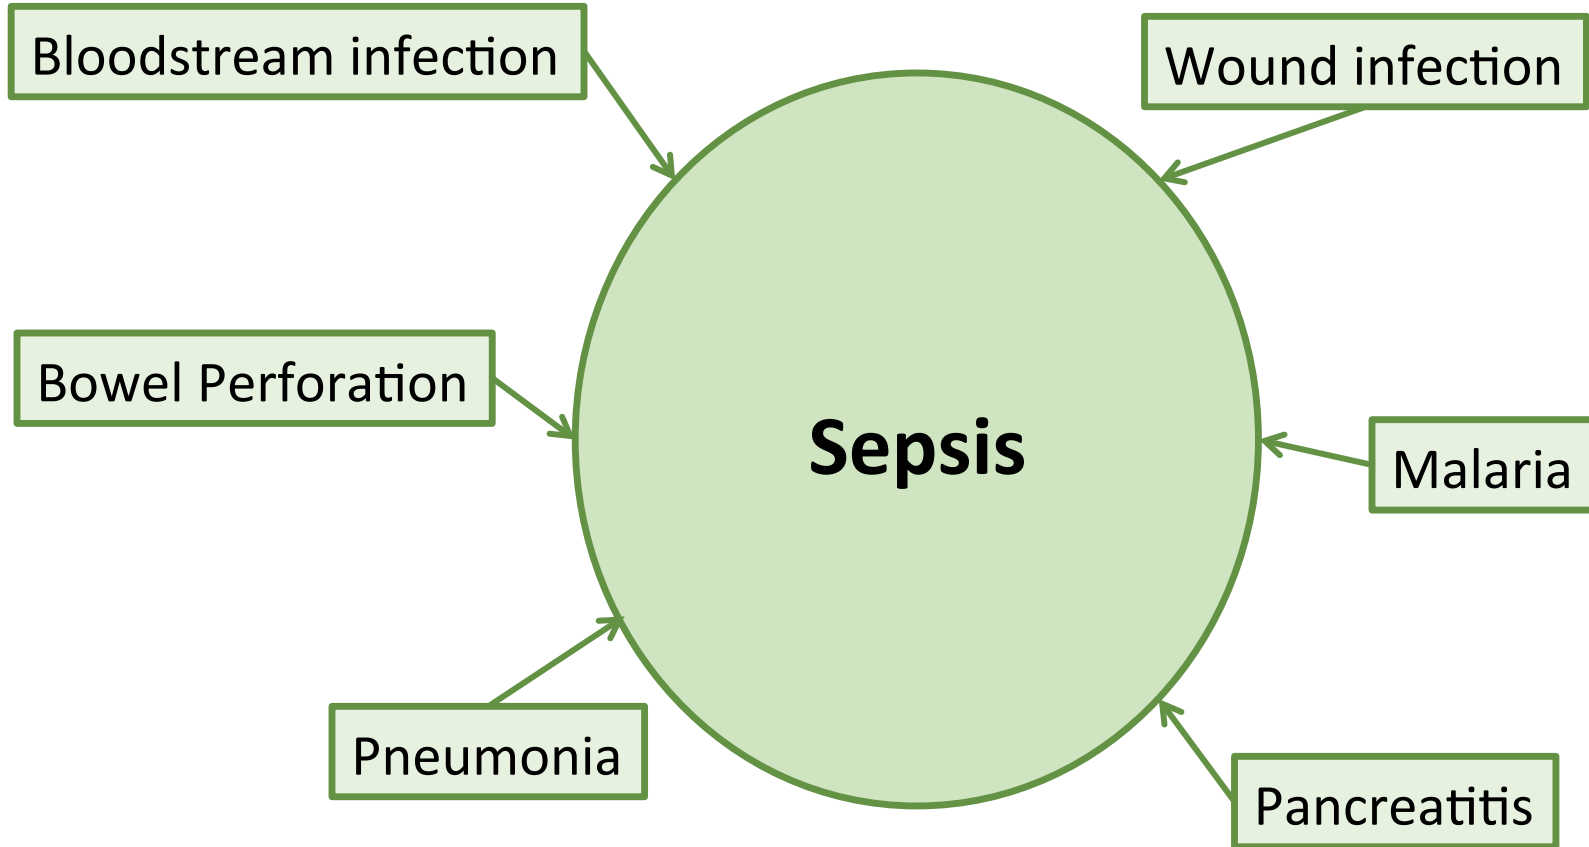 Bloodstream infection
Wound infection
Bowel Perforation
Sepsis
Malaria
Pneumonia
Pancreatitis